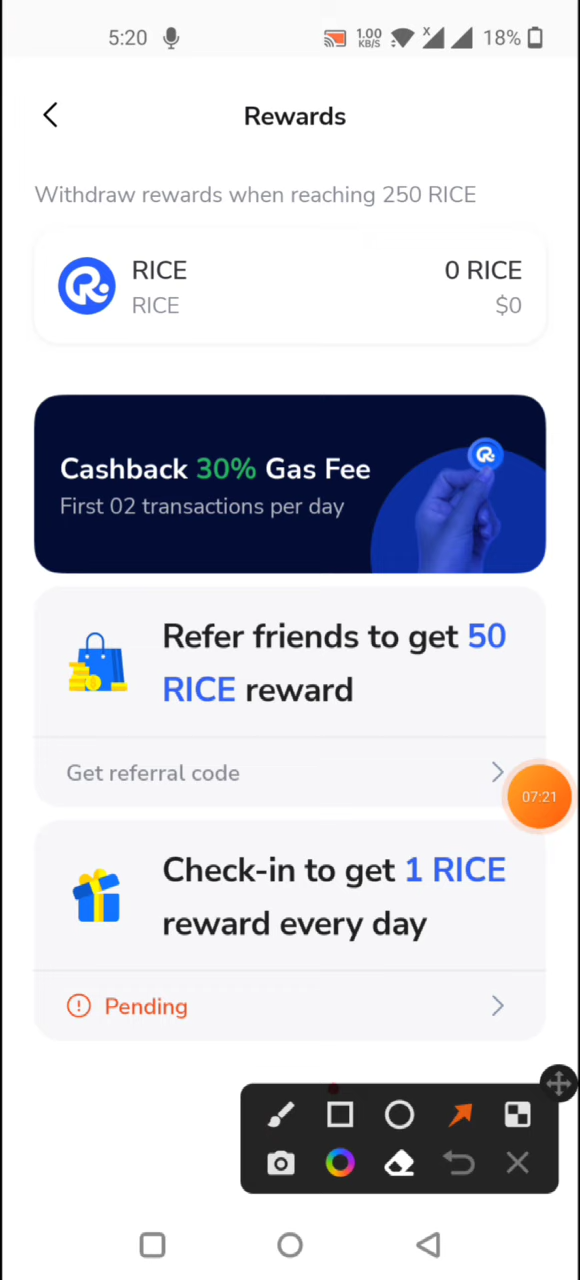 5:20 1.00 KB/S X 18%
Rewards
Withdraw rewards when reaching 250 RICE
RICE 0 RICE
RICE $0
Cashback 30% Gas Fee
First 02 transactions per day
Refer friends to get 50
RICE reward
Get referral code
07:21
Check-in to get 1 RICE
reward every day
Pending